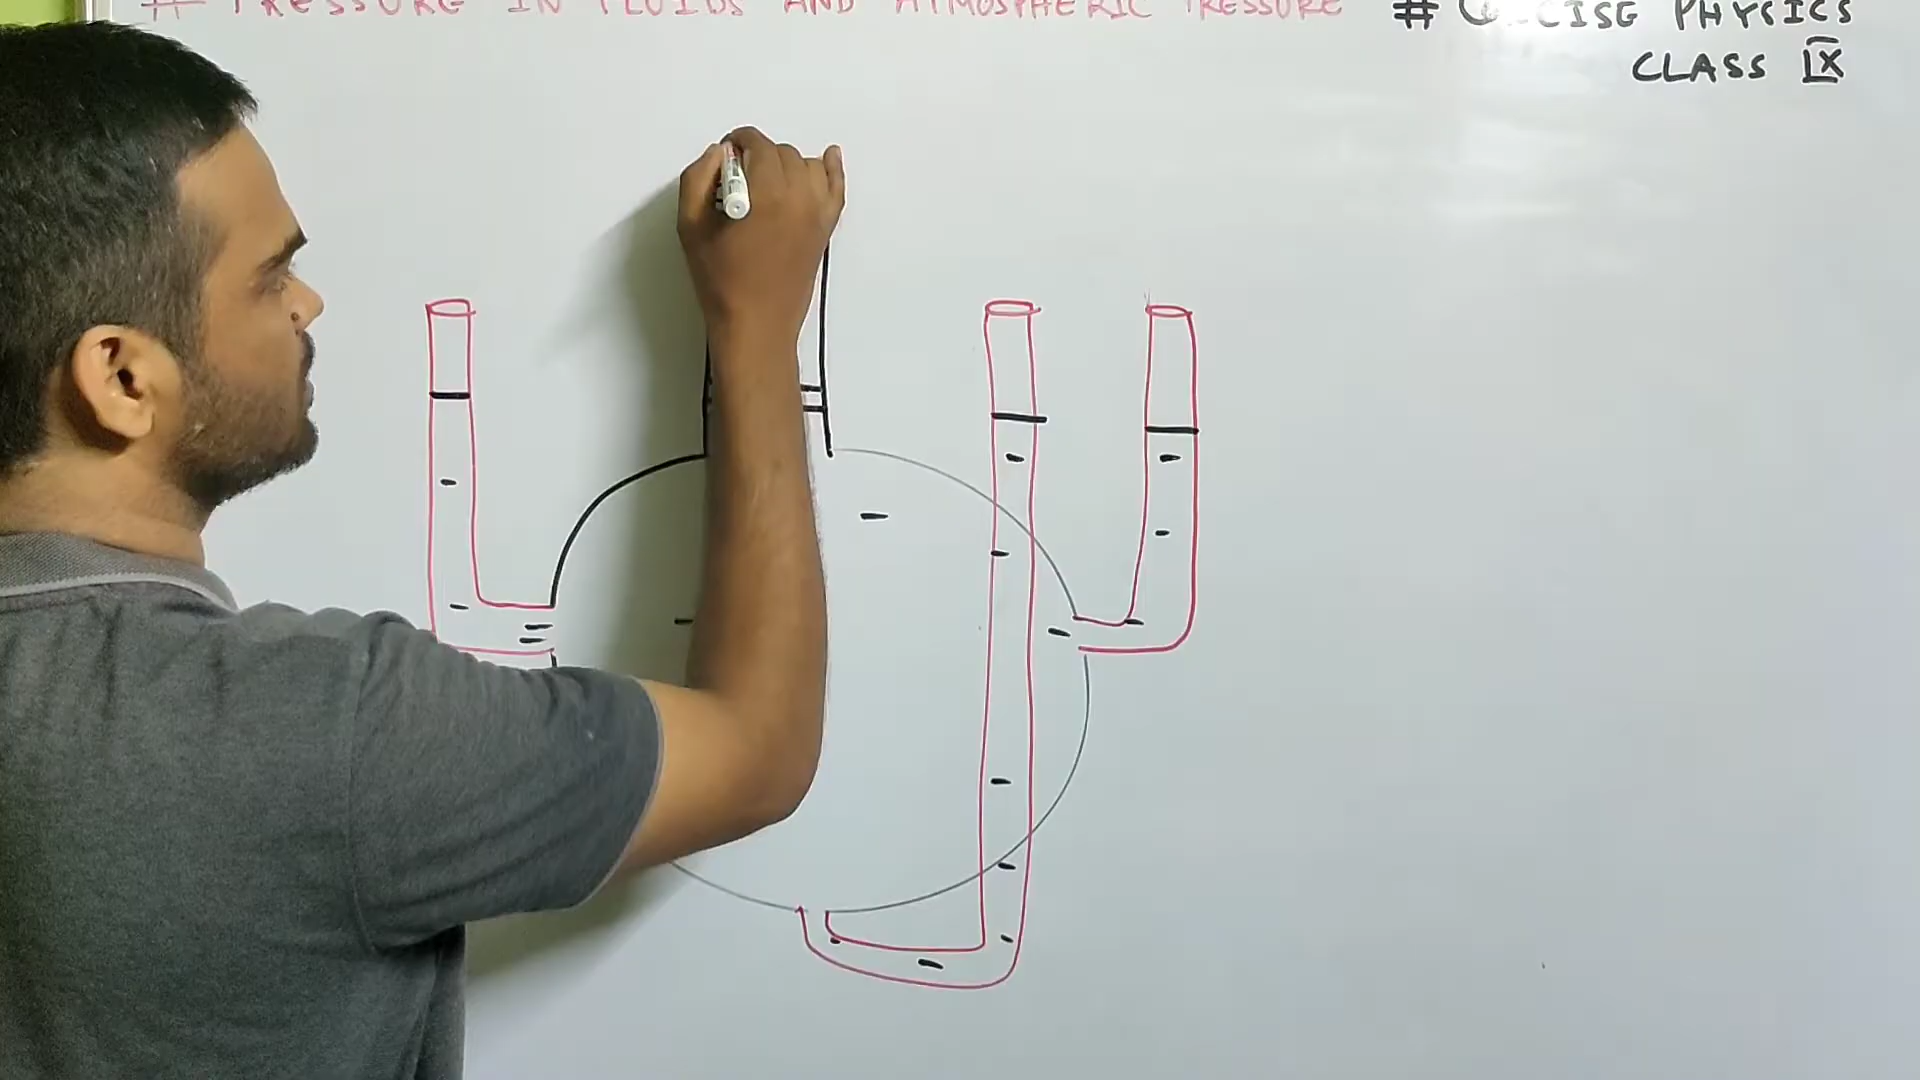 # PRESSURE IN FLUIDS AND ATMOSPHERIC PRESSURE # CONCISE PHYSICS
CLASS IX